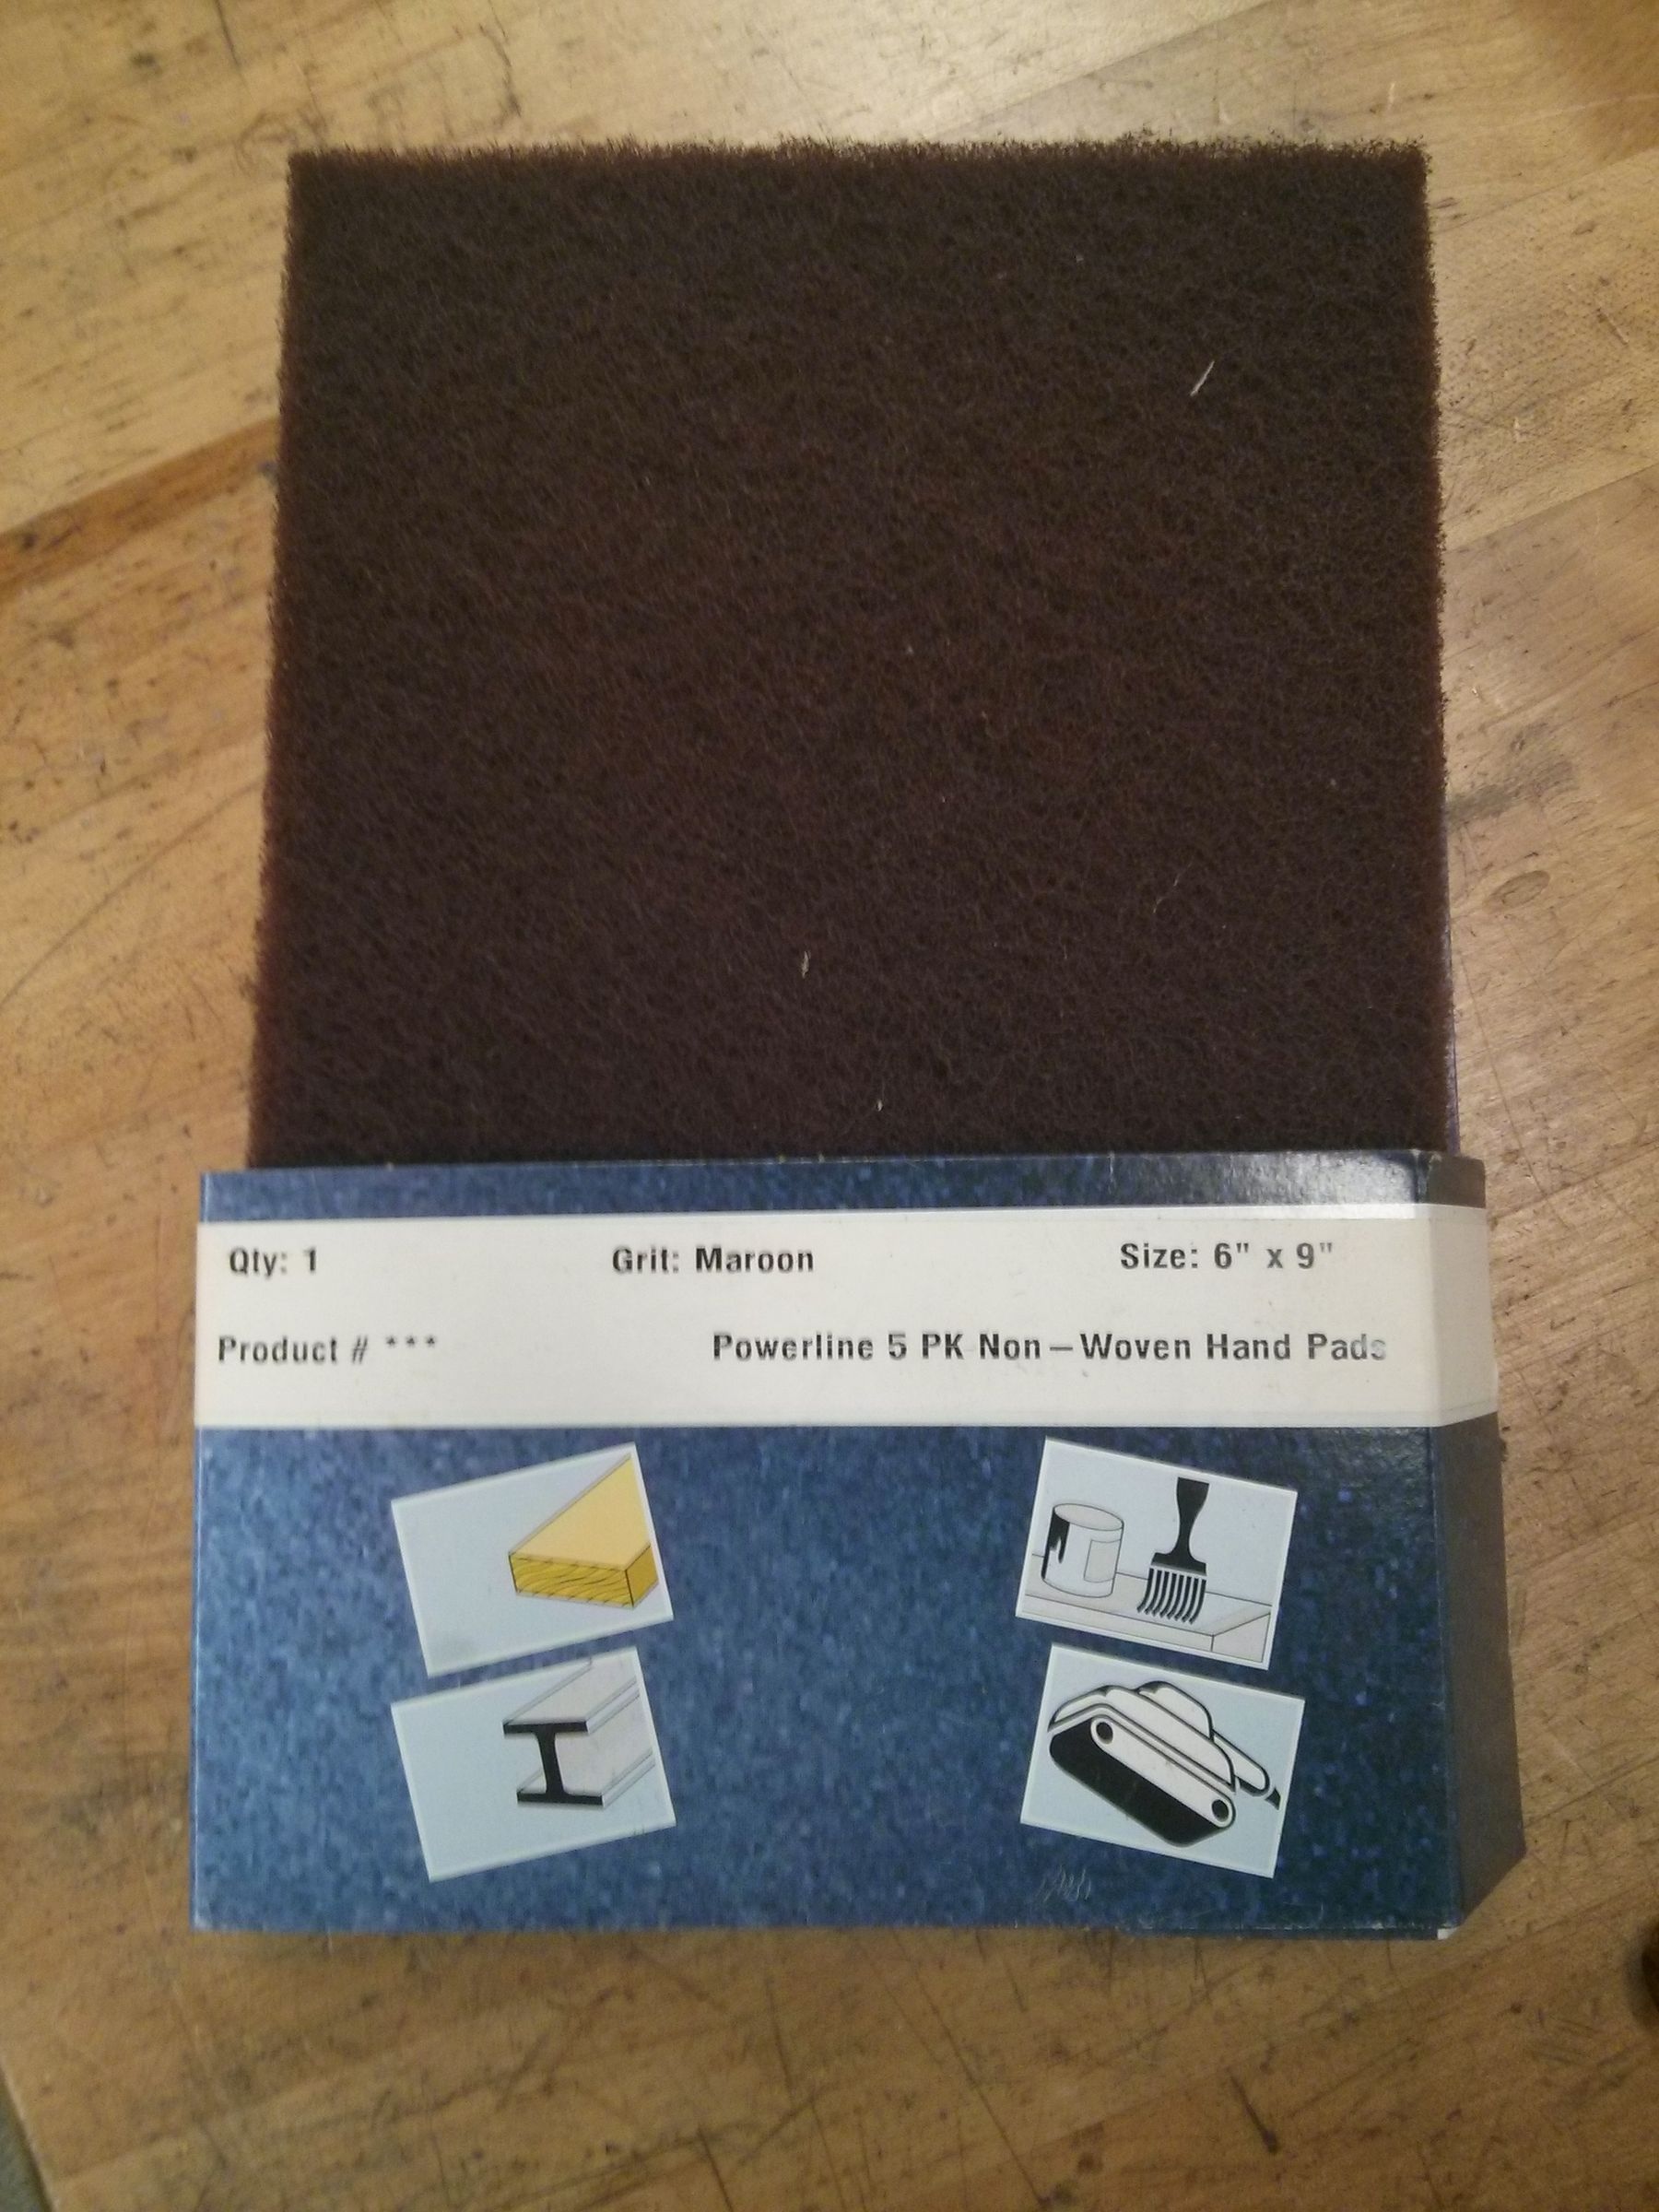 Qty: 1 Grit: Maroon Size: 6" x 9"
Product # *** Powerline 5 PK Non–Woven Hand Pads